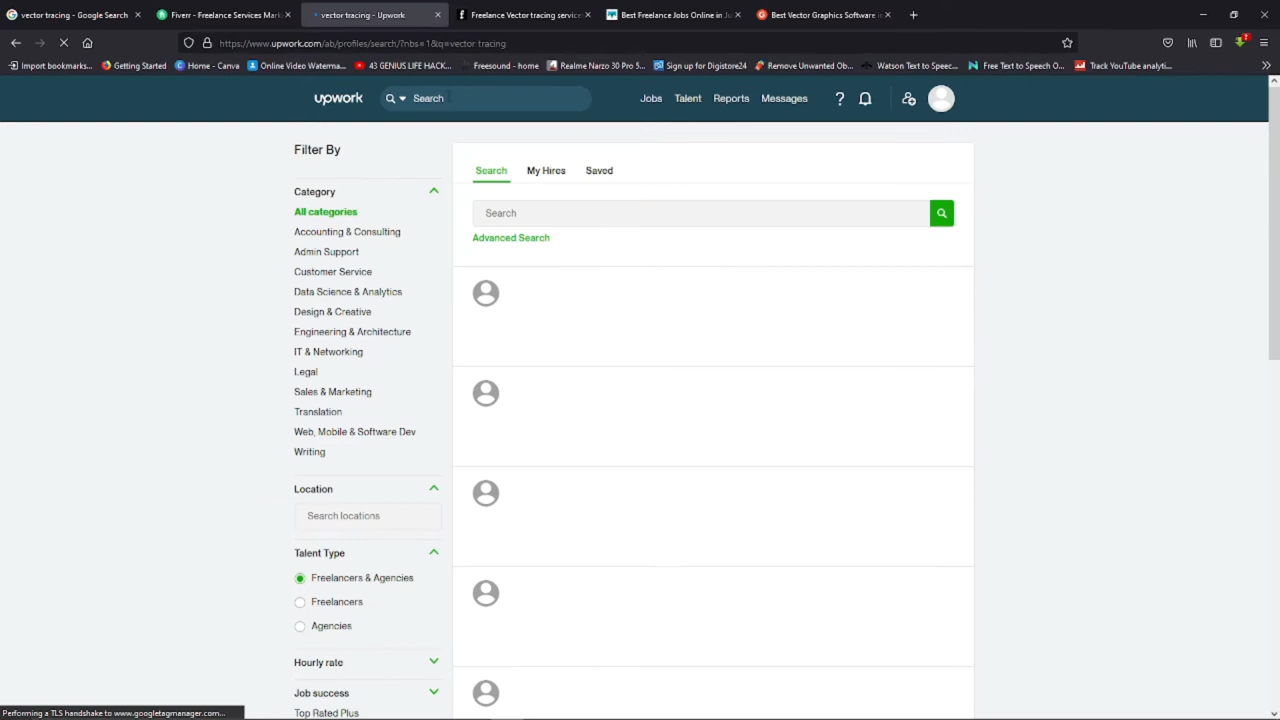 vector tracing - Google Search
Fiverr - Freelance Services Mark
vector tracing - Upwork
Freelance Vector tracing services
Best Freelance Jobs Online in Ju
Best Vector Graphics Software in
https://www.upwork.com/ab/profiles/search/?nbs=1&q=vector tracing
Import bookmarks...
Getting Started
Home - Canva
Online Video Waterma...
43 GENIUS LIFE HACK...
Freesound - home
Realme Narzo 30 Pro 5...
Sign up for Digistore24
Remove Unwanted Ob...
Watson Text to Speec...
Free Text to Speech O...
Track YouTube analyti...
upwork
Search
Jobs
Talent
Reports
Messages
?
Filter By
Category
All categories
Accounting & Consulting
Admin Support
Customer Service
Data Science & Analytics
Design & Creative
Engineering & Architecture
IT & Networking
Legal
Sales & Marketing
Translation
Web, Mobile & Software Dev
Writing
Location
Search locations
Talent Type
Freelancers & Agencies
Freelancers
Agencies
Hourly rate
Job success
Top Rated Plus
Search
My Hires
Saved
Search
Advanced Search
Performing a TLS handshake to www.googletagmanager.com...